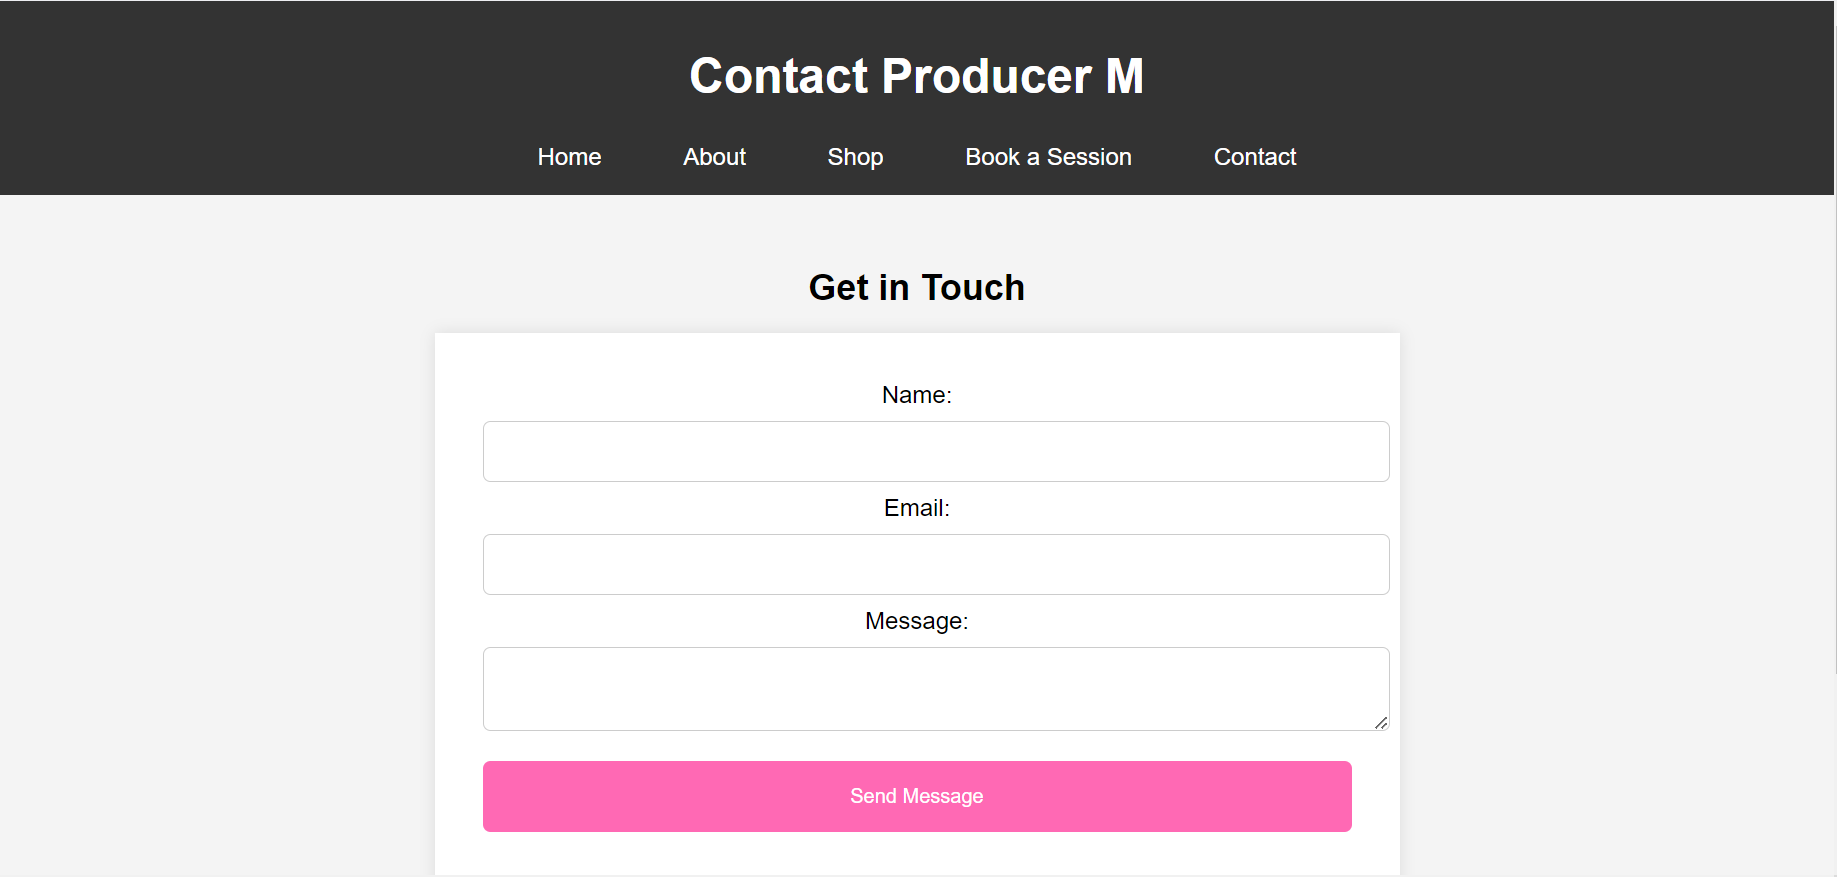 Contact Producer M
Home About Shop Book a Session Contact
Get in Touch
Name:
Email:
Message:
Send Message